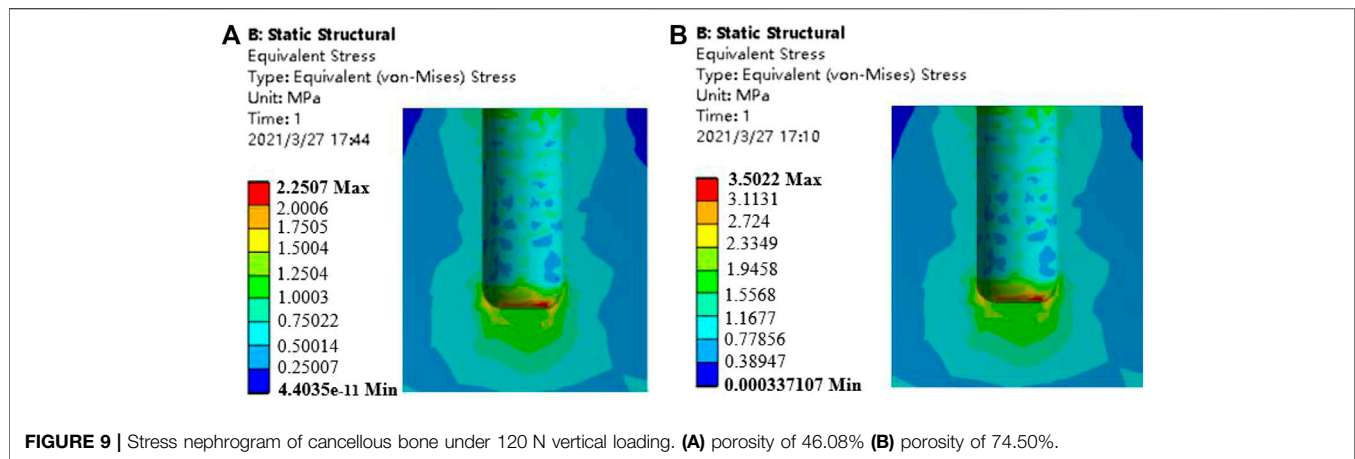 A B: Static Structural
Equivalent Stress
Type: Equivalent (von-Mises) Stress
Unit: MPa
Time: 1
2021/3/27 17:44
2.2507 Max
2.0006
1.7505
1.5004
1.2504
1.0003
0.75022
0.50014
0.25007
4.4035e-11 Min
B B: Static Structural
Equivalent Stress
Type: Equivalent (von-Mises) Stress
Unit: MPa
Time: 1
2021/3/27 17:10
3.5022 Max
3.1131
2.724
2.3349
1.9458
1.5568
1.1677
0.77856
0.38947
0.000337107 Min
FIGURE 9 | Stress nephrogram of cancellous bone under 120 N vertical loading. (A) porosity of 46.08% (B) porosity of 74.50%.